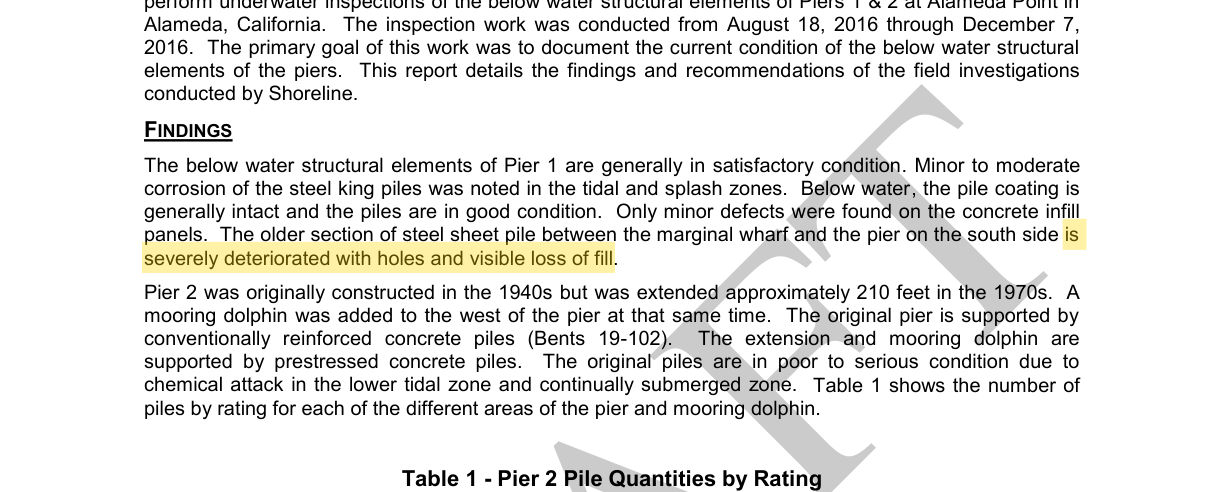 perform underwater inspections of the below water structural elements of Piers 1 & 2 at Alameda Point in
Alameda, California. The inspection work was conducted from August 18, 2016 through December 7,
2016. The primary goal of this work was to document the current condition of the below water structural
elements of the piers. This report details the findings and recommendations of the field investigations
conducted by Shoreline.
FINDINGS
The below water structural elements of Pier 1 are generally in satisfactory condition. Minor to moderate
corrosion of the steel king piles was noted in the tidal and splash zones. Below water, the pile coating is
generally intact and the piles are in good condition. Only minor defects were found on the concrete infill
panels. The older section of steel sheet pile between the marginal wharf and the pier on the south side is
severely deteriorated with holes and visible loss of fill.
Pier 2 was originally constructed in the 1940s but was extended approximately 210 feet in the 1970s. A
mooring dolphin was added to the west of the pier at that same time. The original pier is supported by
conventionally reinforced concrete piles (Bents 19-102). The extension and mooring dolphin are
supported by prestressed concrete piles. The original piles are in poor to serious condition due to
chemical attack in the lower tidal zone and continually submerged zone. Table 1 shows the number of
piles by rating for each of the different areas of the pier and mooring dolphin.
Table 1 - Pier 2 Pile Quantities by Rating
AFT